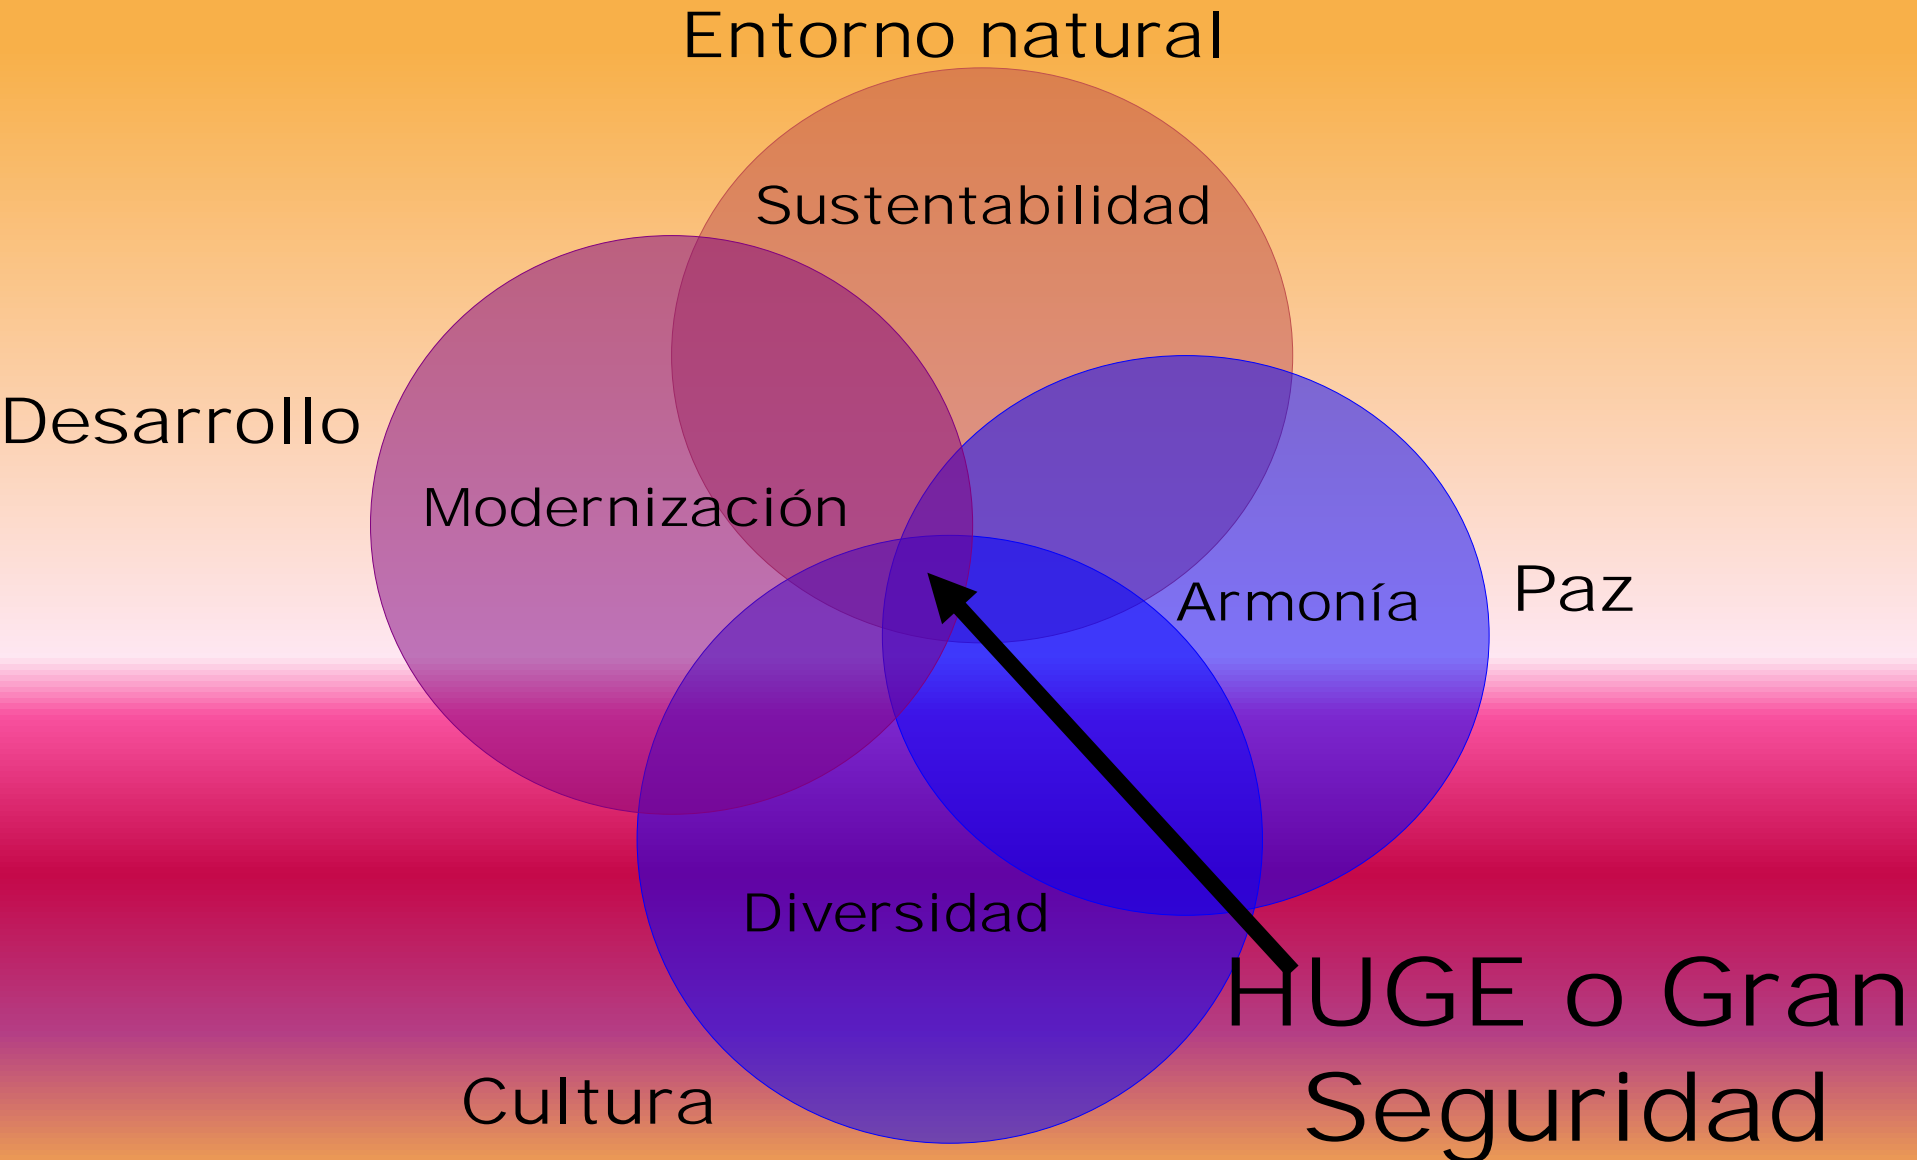 Entorno natural
Sustentabilidad
Desarrollo
Modernización
Armonía
Paz
Diversidad
HUGE o Gran
Seguridad
Cultura